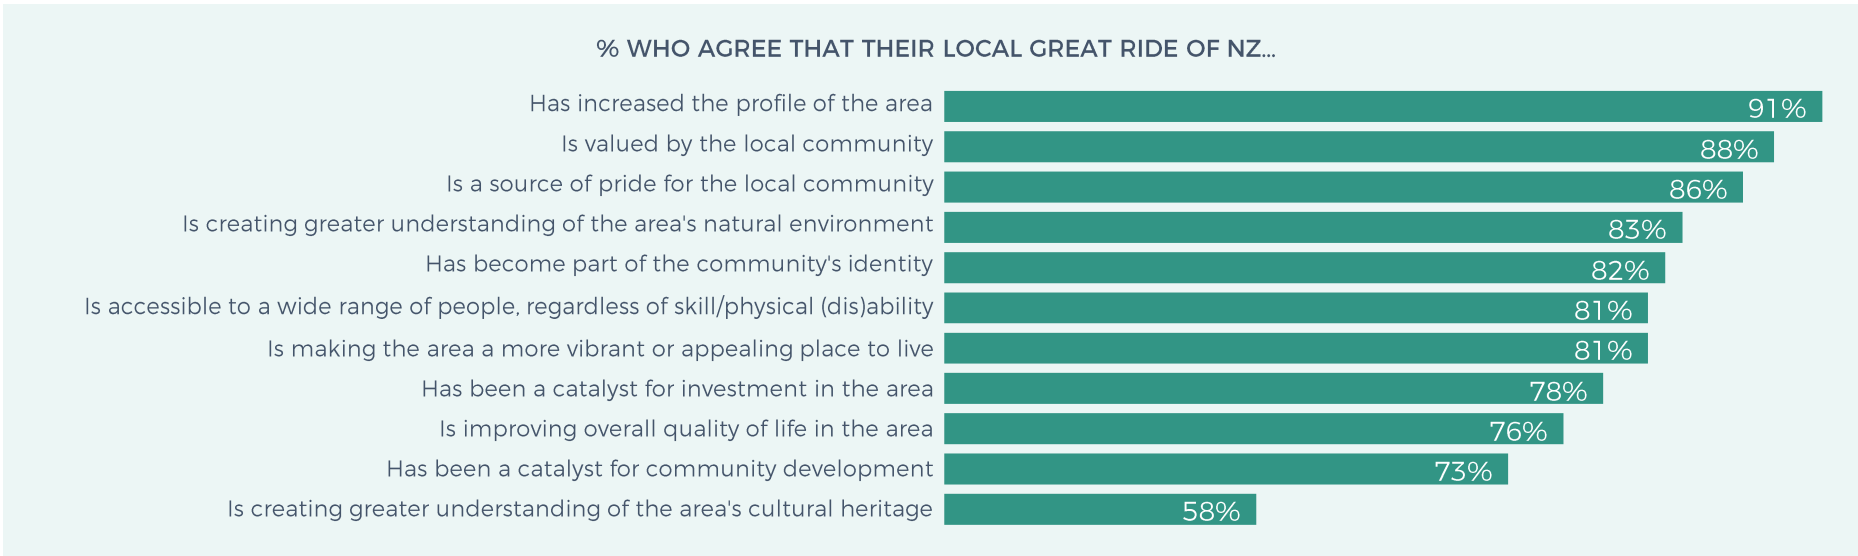 % WHO AGREE THAT THEIR LOCAL GREAT RIDE OF NZ...
Has increased the profile of the area 91%
Is valued by the local community 88%
Is a source of pride for the local community 86%
Is creating greater understanding of the area's natural environment 83%
Has become part of the community's identity 82%
Is accessible to a wide range of people, regardless of skill/physical (dis)ability 81%
Is making the area a more vibrant or appealing place to live 81%
Has been a catalyst for investment in the area 78%
Is improving overall quality of life in the area 76%
Has been a catalyst for community development 73%
Is creating greater understanding of the area's cultural heritage 58%